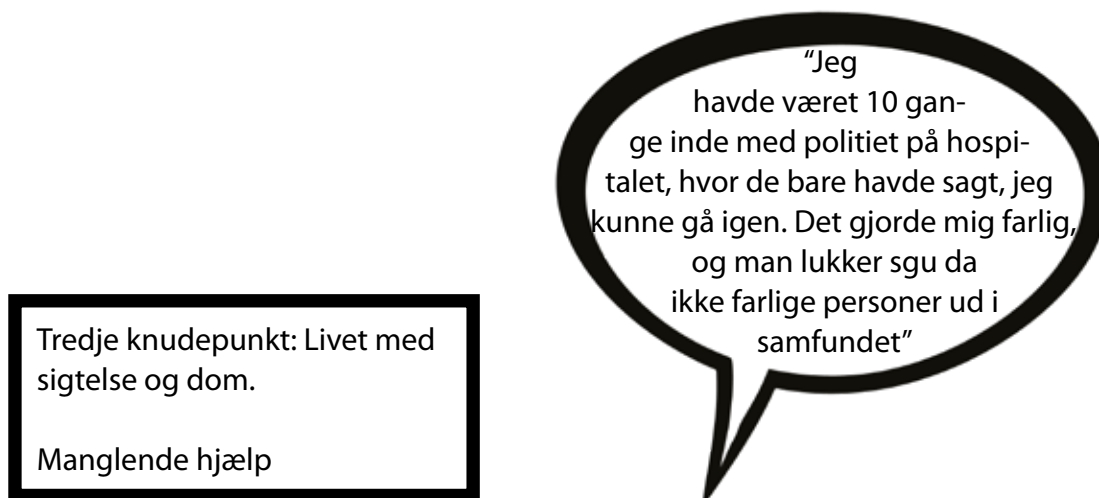 “Jeg
havde været 10 gan-
ge inde med politiet på hospi-
talet, hvor de bare havde sagt, jeg
kunne gå igen. Det gjorde mig farlig,
og man lukker sgu da
ikke farlige personer ud i
samfundet”
Tredje knudepunkt: Livet med
sigtelse og dom.
Manglende hjælp